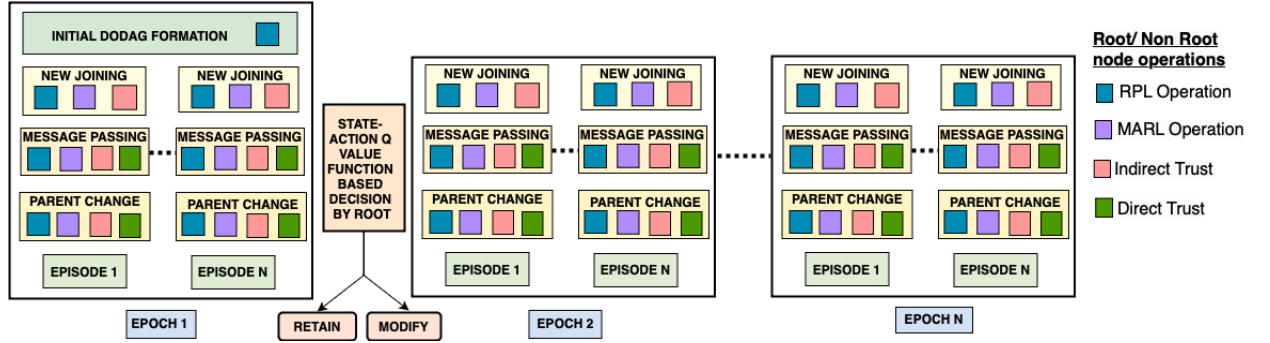 INITIAL DODAG FORMATION
NEW JOINING
NEW JOINING
MESSAGE PASSING
MESSAGE PASSING
PARENT CHANGE
PARENT CHANGE
EPISODE 1
EPISODE N
EPOCH 1
STATE-
ACTION Q
VALUE
FUNCTION
BASED
DECISION
BY ROOT
RETAIN
MODIFY
NEW JOINING
NEW JOINING
MESSAGE PASSING
MESSAGE PASSING
PARENT CHANGE
PARENT CHANGE
EPISODE 1
EPISODE N
EPOCH 2
NEW JOINING
NEW JOINING
MESSAGE PASSING
MESSAGE PASSING
PARENT CHANGE
PARENT CHANGE
EPISODE 1
EPISODE N
EPOCH N
Root/ Non Root
node operations
RPL Operation
MARL Operation
Indirect Trust
Direct Trust